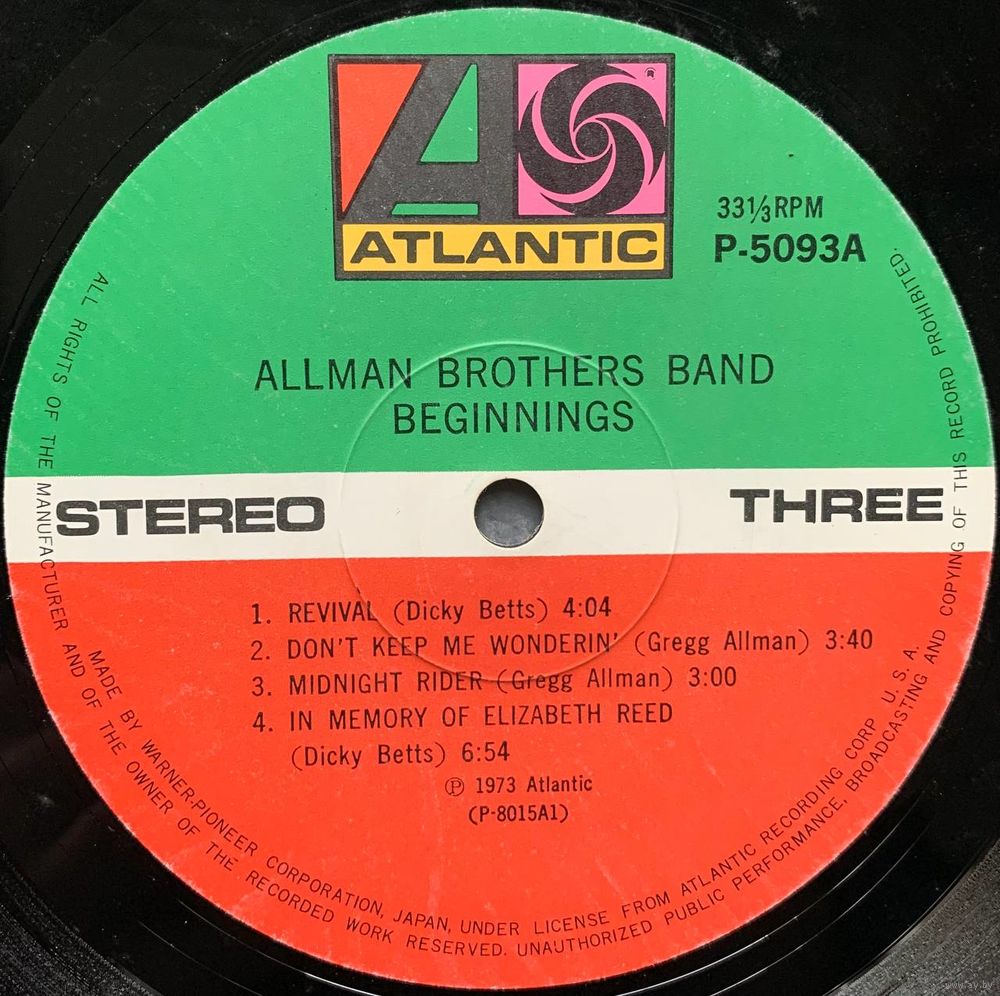 ATLANTIC
®
33⅓RPM
P-5093A
ALLMAN BROTHERS BAND
BEGINNINGS
STEREO
THREE
1. REVIVAL (Dicky Betts) 4:04
2. DON'T KEEP ME WONDERIN' (Gregg Allman) 3:40
3. MIDNIGHT RIDER (Gregg Allman) 3:00
4. IN MEMORY OF ELIZABETH REED
(Dicky Betts) 6:54
℗ 1973 Atlantic
(P-8015A1)
MADE BY WARNER-PIONEER CORPORATION, JAPAN, UNDER LICENSE FROM ATLANTIC RECORDING CORP U. S. A.
ALL RIGHTS OF THE MANUFACTURER AND OF THE OWNER OF THE RECORDED WORK RESERVED. UNAUTHORIZED PUBLIC PERFORMANCE, BROADCASTING AND COPYING OF THIS RECORD PROHIBITED.
www.ay.by